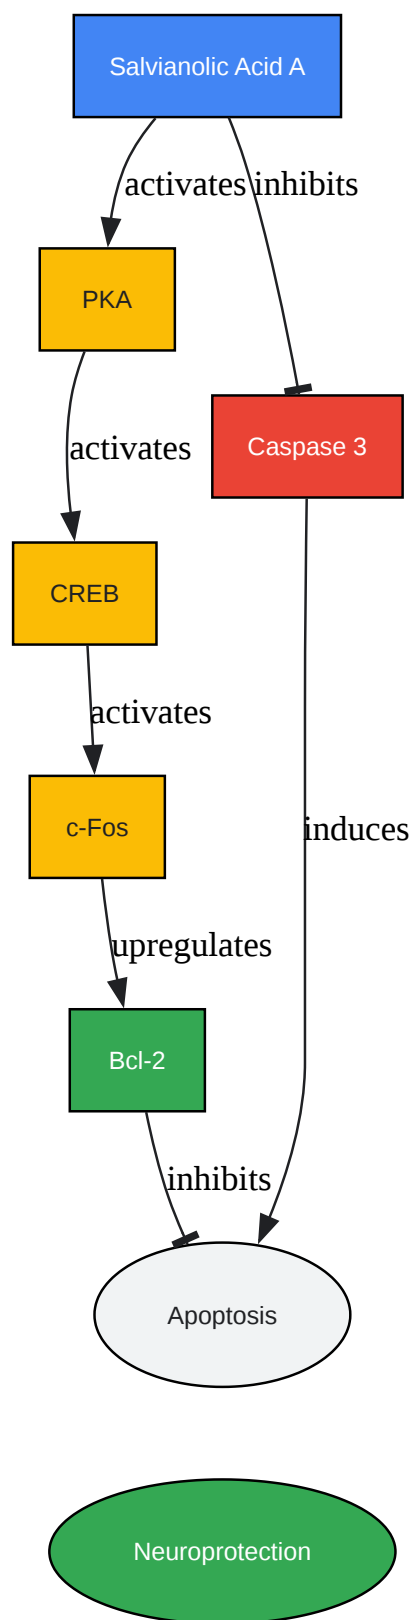 Salvianolic Acid A
activates
inhibits
PKA
activates
Caspase 3
CREB
activates
c-Fos
induces
upregulates
Bcl-2
inhibits
Apoptosis
Neuroprotection